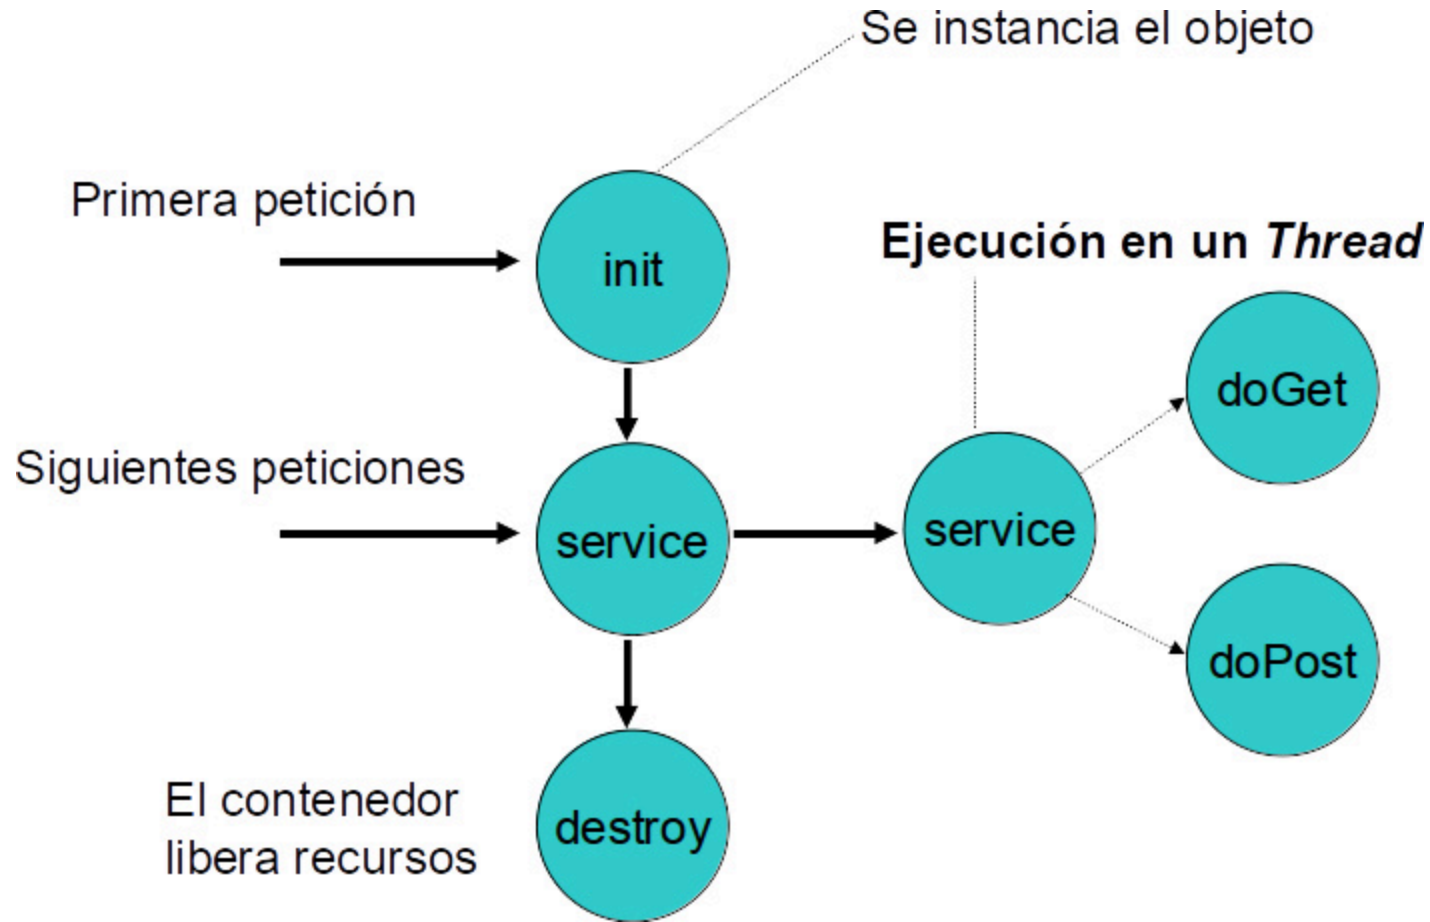 Se instancia el objeto
Primera petición
init
Ejecución en un Thread
doGet
Siguientes peticiones
service
service
doPost
El contenedor
libera recursos
destroy